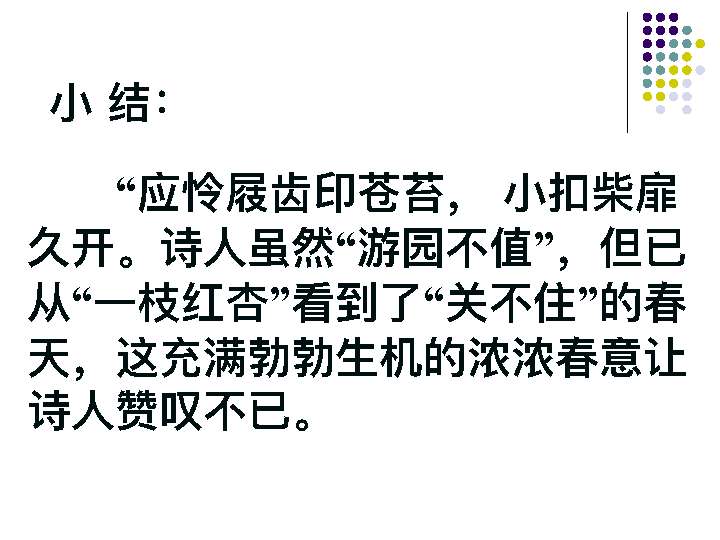 小 结：
“应怜屐齿印苍苔， 小扣柴扉
久开。诗人虽然“游园不值”，但已
从“一枝红杏”看到了“关不住”的春
天，这充满勃勃生机的浓浓春意让
诗人赞叹不已。